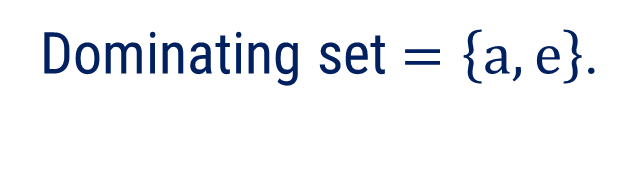 Dominating set = {a, e}.